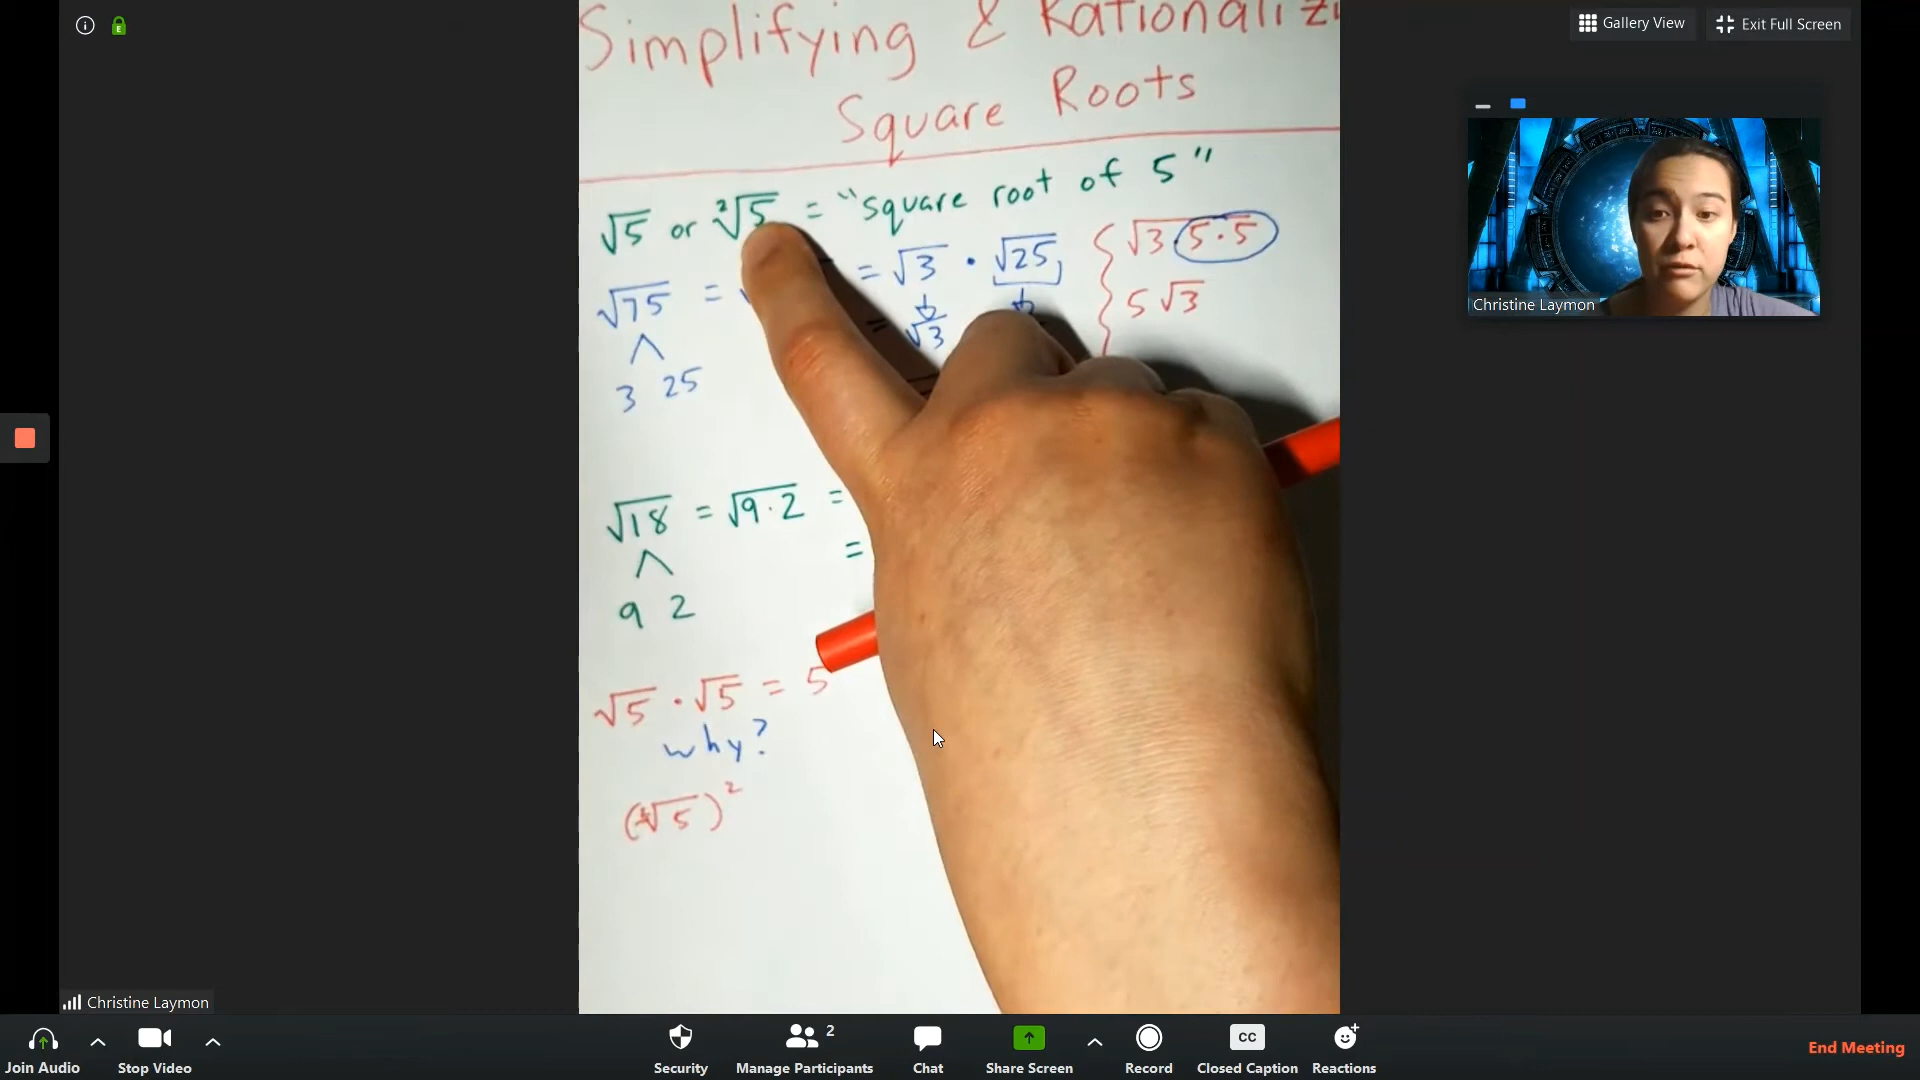 Gallery View
Exit Full Screen
Simplifying & Rationalizi
Square Roots
√5 or ²√5 = "square root of 5"
√75 = = √3 • √25 { √3 5·5
= √3 5√3
3 25
√18 = √9·2 =
=
9 2
√5 · √5 = 5
why?
(√5)²
Christine Laymon
Christine Laymon
Join Audio
Stop Video
Security
2
Manage Participants
Chat
Share Screen
Record
CC
Closed Caption
Reactions
End Meeting